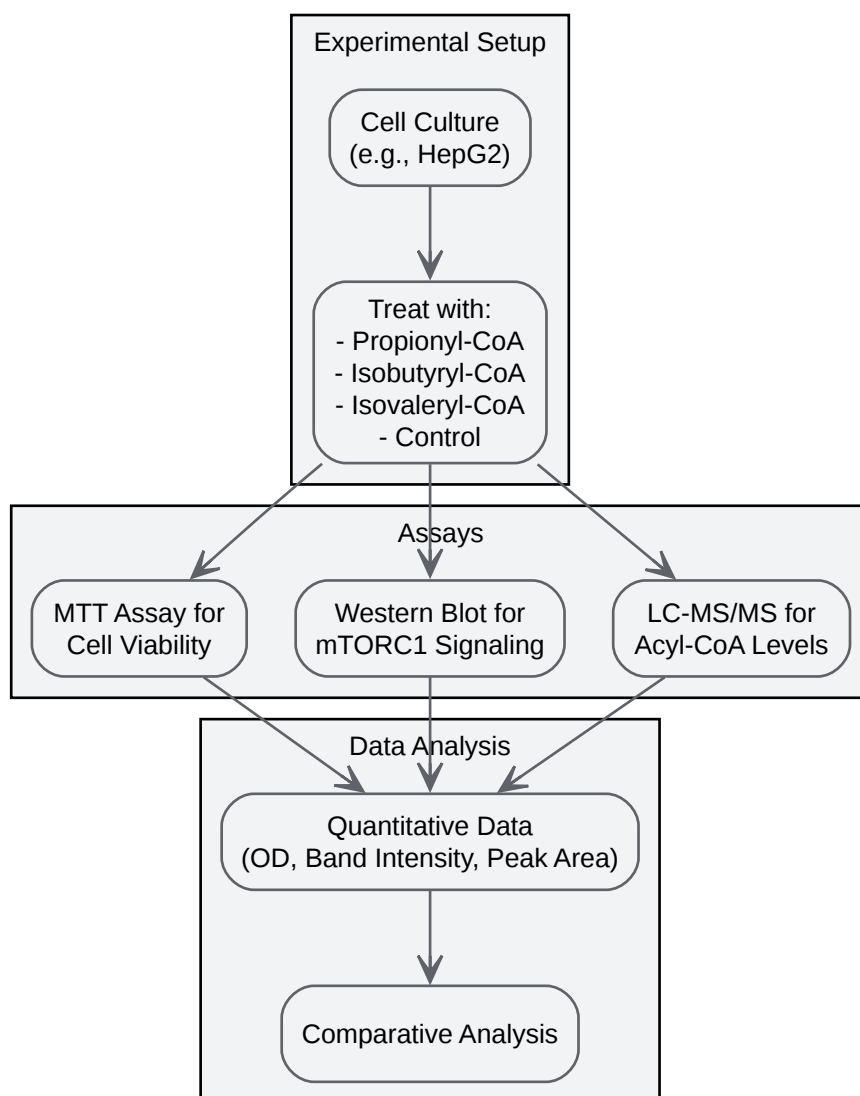 Experimental Setup
Cell Culture
(e.g., HepG2)
Treat with:
- Propionyl-CoA
- Isobutyryl-CoA
- Isovaleryl-CoA
- Control
Assays
MTT Assay for
Cell Viability
Western Blot for
mTORC1 Signaling
LC-MS/MS for
Acyl-CoA Levels
Data Analysis
Quantitative Data
(OD, Band Intensity, Peak Area)
Comparative Analysis